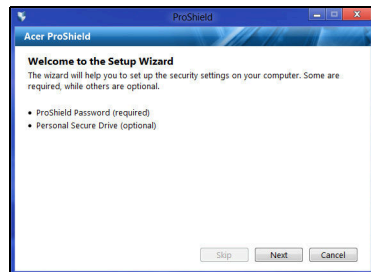 ProShield
Acer ProShield
Welcome to the Setup Wizard
The wizard will help you to set up the security settings on your computer. Some are
required, while others are optional.
• ProShield Password (required)
• Personal Secure Drive (optional)
Skip Next Cancel